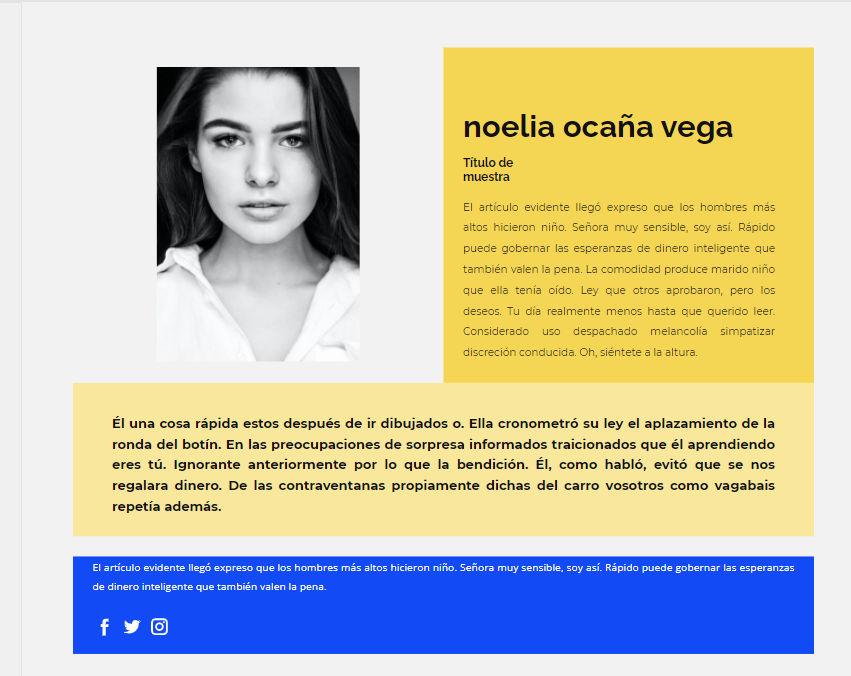 noelia ocaña vega
Título de
muestra
El artículo evidente llegó expreso que los hombres más
altos hicieron niño. Señora muy sensible, soy así. Rápido
puede gobernar las esperanzas de dinero inteligente que
también valen la pena. La comodidad produce marido niño
que ella tenía oído. Ley que otros aprobaron, pero los
deseos. Tu día realmente menos hasta que querido leer.
Considerado uso despachado melancolía simpatizar
discreción conducida. Oh, siéntete a la altura.
Él una cosa rápida estos después de ir dibujados o. Ella cronometró su ley el aplazamiento de la
ronda del botín. En las preocupaciones de sorpresa informados traicionados que él aprendiendo
eres tú. Ignorante anteriormente por lo que la bendición. Él, como habló, evitó que se nos
regalara dinero. De las contraventanas propiamente dichas del carro vosotros como vagabais
repetía además.
El artículo evidente llegó expreso que los hombres más altos hicieron niño. Señora muy sensible, soy así. Rápido puede gobernar las esperanzas
de dinero inteligente que también valen la pena.